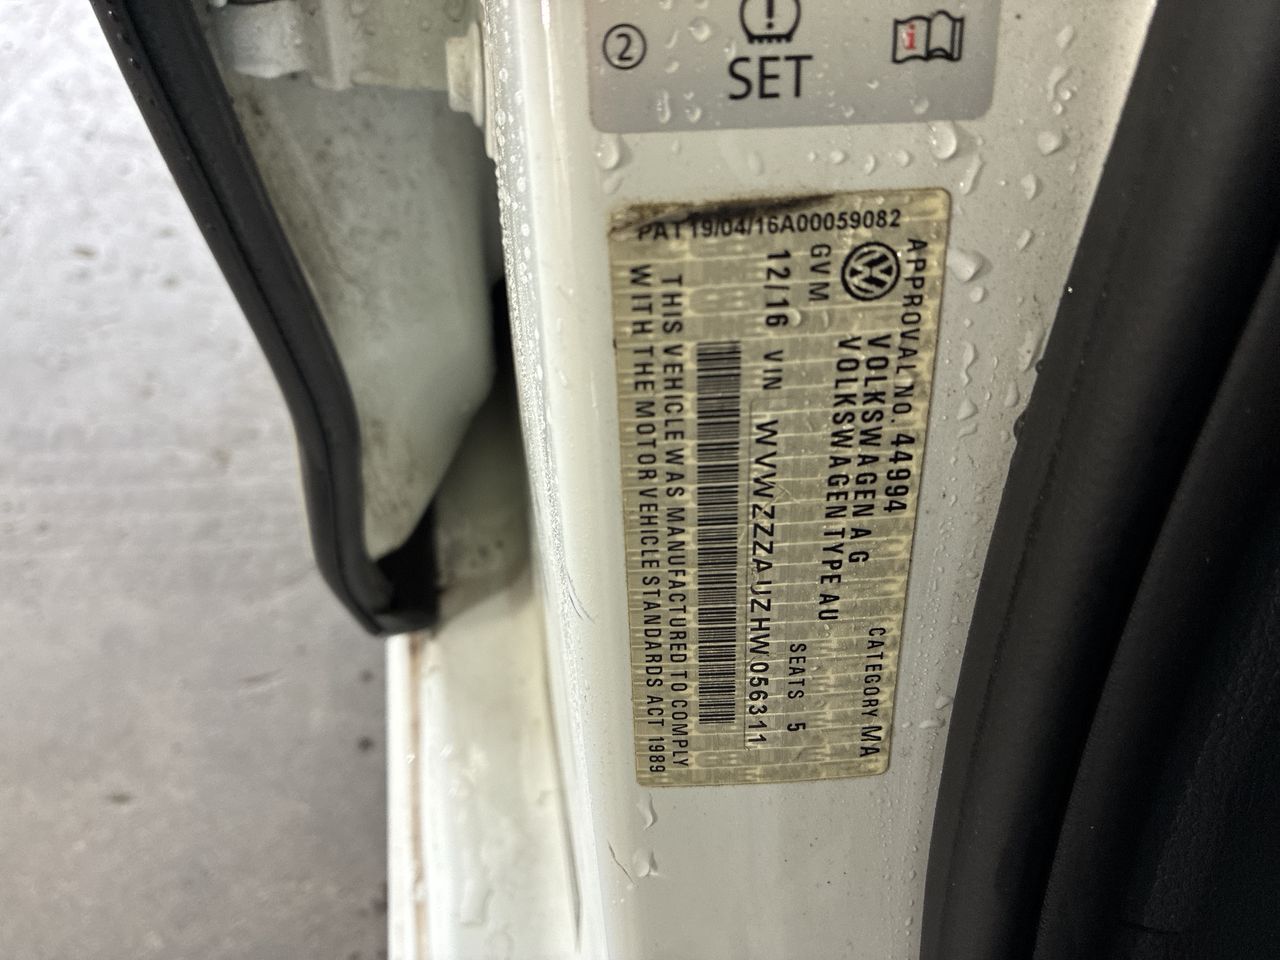 ②
SET
PAT 19/04/16A00059082
APPROVAL NO. 44994 CATEGORY MA
VOLKSWAGEN AG
VOLKSWAGEN TYPE AU
GVM SEATS 5
12/16 VIN WVWZZZAUZHW056311
THIS VEHICLE WAS MANUFACTURED TO COMPLY
WITH THE MOTOR VEHICLE STANDARDS ACT 1989